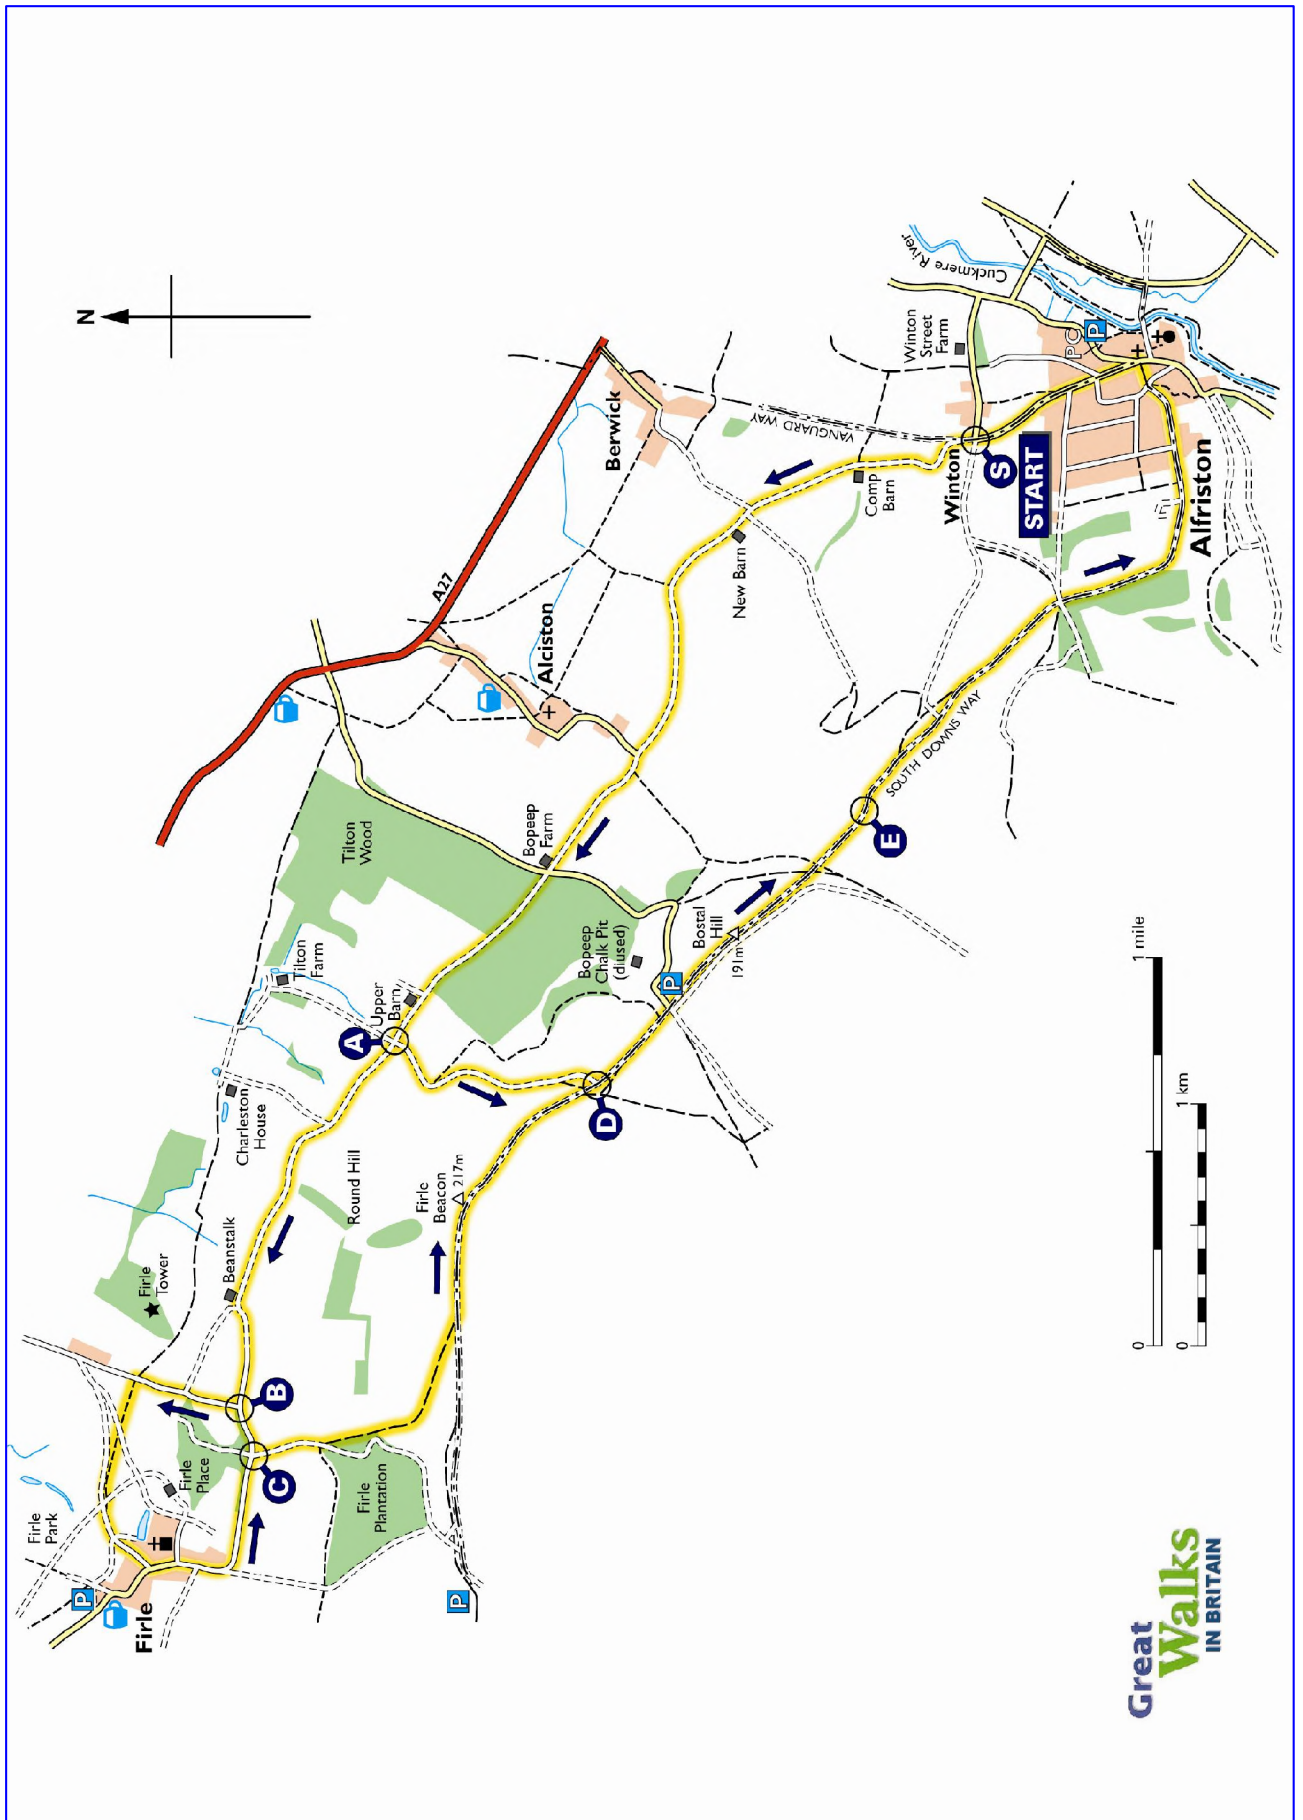 N
A27
Berwick
Alciston
VANGUARD WAY
Cuckmere River
Winton
Street
Farm
PC
P
Winton
S
START
Comp
Barn
New Barn
Alfriston
SOUTH DOWNS WAY
E
Tilton
Wood
Bopeep
Farm
Bopeep
Chalk Pit
(diused)
Bostal
Hill
191m
P
Tilton
Farm
Upper
Barn
A
D
Charleston
House
Round Hill
Firle
Beacon
217m
Beanstalk
Firle
Tower
B
C
Firle
Place
Firle
Plantation
Firle
Park
P
Firle
P
0
1 mile
0
1 km
Great
Walks
IN BRITAIN